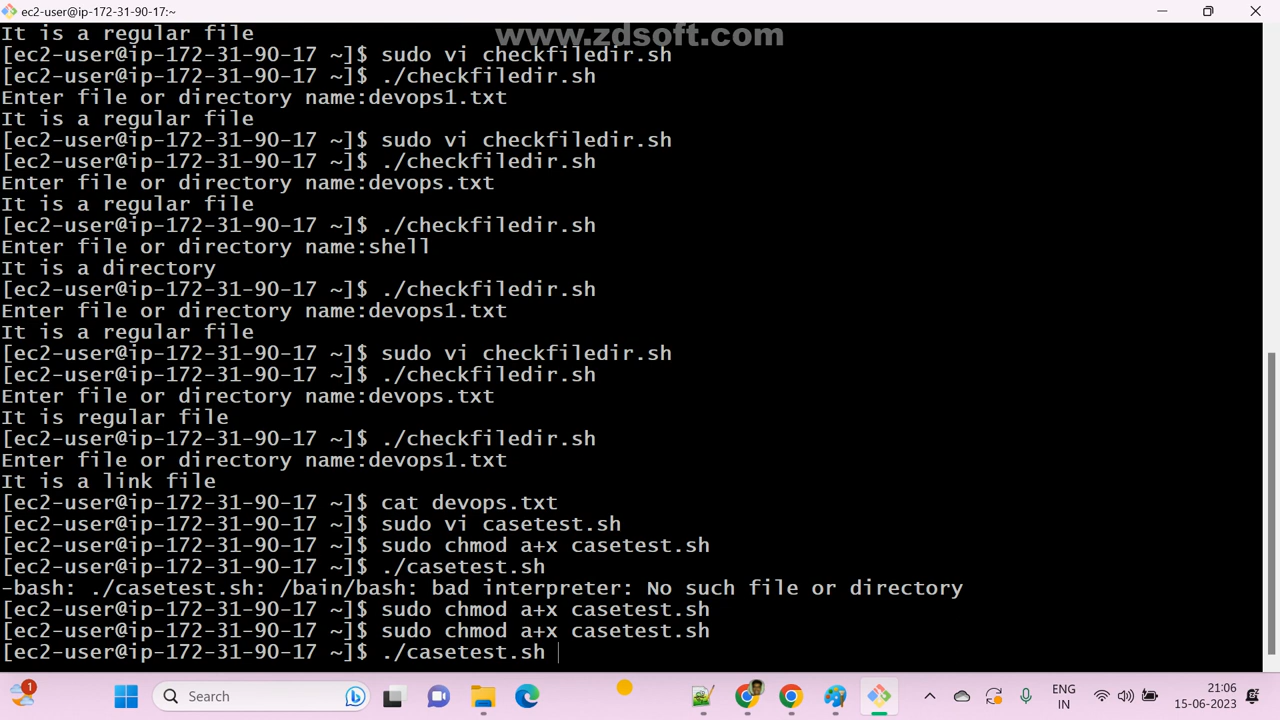 ec2-user@ip-172-31-90-17:~
It is a regular file
www.zdsoft.com
[ec2-user@ip-172-31-90-17 ~]$ sudo vi checkfiledir.sh
[ec2-user@ip-172-31-90-17 ~]$ ./checkfiledir.sh
Enter file or directory name:devops1.txt
It is a regular file
[ec2-user@ip-172-31-90-17 ~]$ sudo vi checkfiledir.sh
[ec2-user@ip-172-31-90-17 ~]$ ./checkfiledir.sh
Enter file or directory name:devops.txt
It is a regular file
[ec2-user@ip-172-31-90-17 ~]$ ./checkfiledir.sh
Enter file or directory name:shell
It is a directory
[ec2-user@ip-172-31-90-17 ~]$ ./checkfiledir.sh
Enter file or directory name:devops1.txt
It is a regular file
[ec2-user@ip-172-31-90-17 ~]$ sudo vi checkfiledir.sh
[ec2-user@ip-172-31-90-17 ~]$ ./checkfiledir.sh
Enter file or directory name:devops.txt
It is regular file
[ec2-user@ip-172-31-90-17 ~]$ ./checkfiledir.sh
Enter file or directory name:devops1.txt
It is a link file
[ec2-user@ip-172-31-90-17 ~]$ cat devops.txt
[ec2-user@ip-172-31-90-17 ~]$ sudo vi casetest.sh
[ec2-user@ip-172-31-90-17 ~]$ sudo chmod a+x casetest.sh
[ec2-user@ip-172-31-90-17 ~]$ ./casetest.sh
-bash: ./casetest.sh: /bain/bash: bad interpreter: No such file or directory
[ec2-user@ip-172-31-90-17 ~]$ sudo chmod a+x casetest.sh
[ec2-user@ip-172-31-90-17 ~]$ sudo chmod a+x casetest.sh
[ec2-user@ip-172-31-90-17 ~]$ ./casetest.sh
1
Search
ENG
IN
21:06
15-06-2023